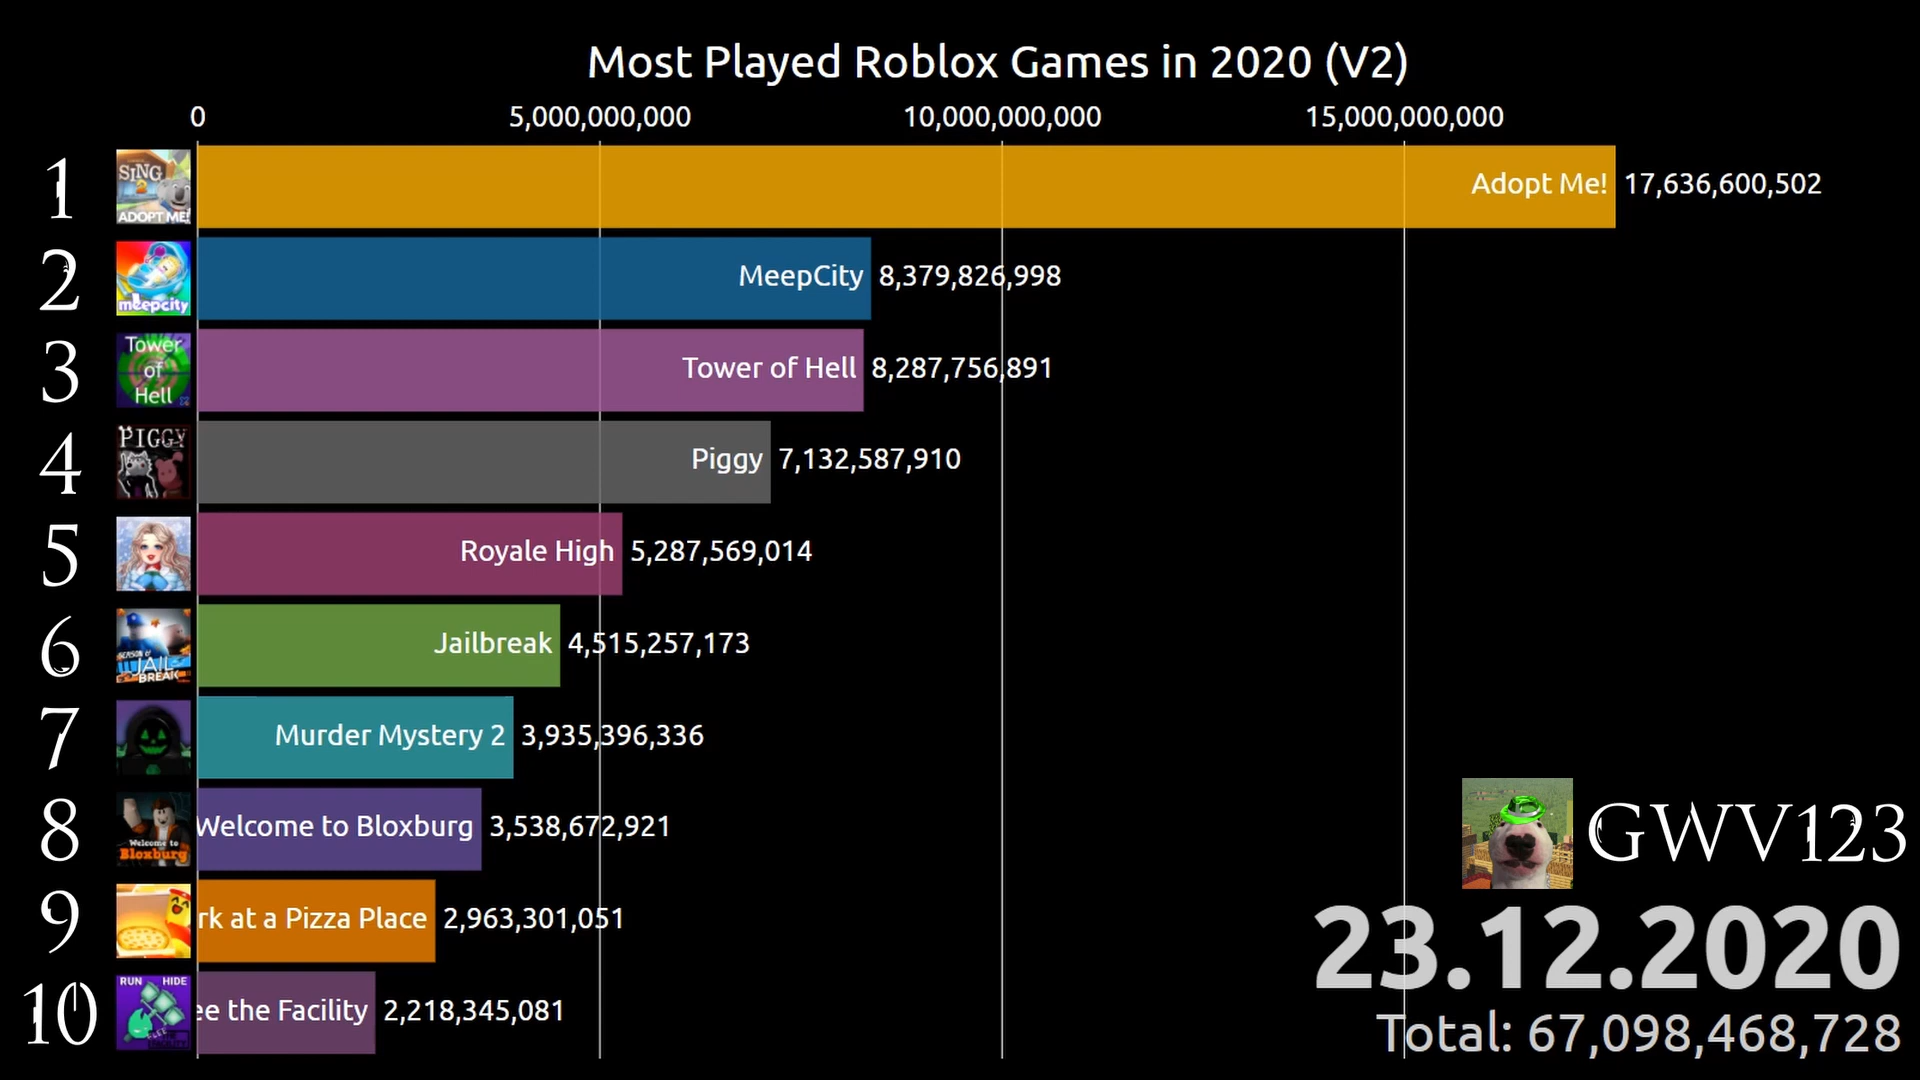 Most Played Roblox Games in 2020 (V2)
0 5,000,000,000 10,000,000,000 15,000,000,000
1 SING 2 ADOPT ME! Adopt Me! 17,636,600,502
2 meepcity MeepCity 8,379,826,998
3 Tower of Hell Tower of Hell 8,287,756,891
4 PIGGY Piggy 7,132,587,910
5 Royale High 5,287,569,014
6 SEASON 6 JAIL BREAK Jailbreak 4,515,257,173
7 Murder Mystery 2 3,935,396,336
8 Welcome to Bloxburg Welcome to Bloxburg 3,538,672,921
9 rk at a Pizza Place 2,963,301,051
10 RUN HIDE ee the Facility 2,218,345,081
GWV123
23.12.2020
Total: 67,098,468,728